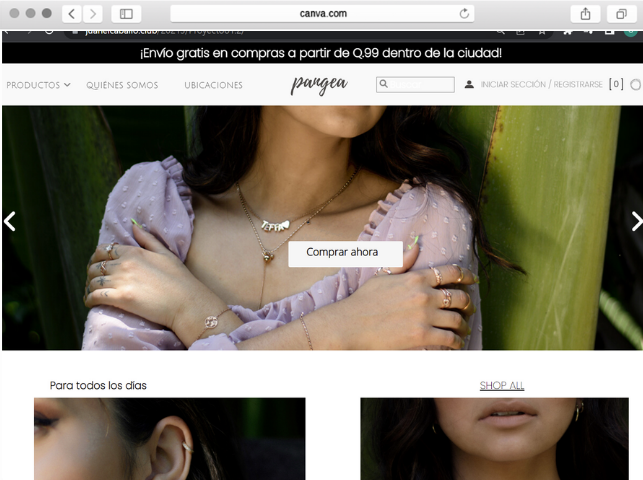 canva.com
¡Envío gratis en compras a partir de Q.99 dentro de la ciudad!
PRODUCTOS QUIÉNES SOMOS UBICACIONES pangea INICIAR SECCIÓN / REGISTRARSE [0]
Comprar ahora
Para todos los días SHOP ALL